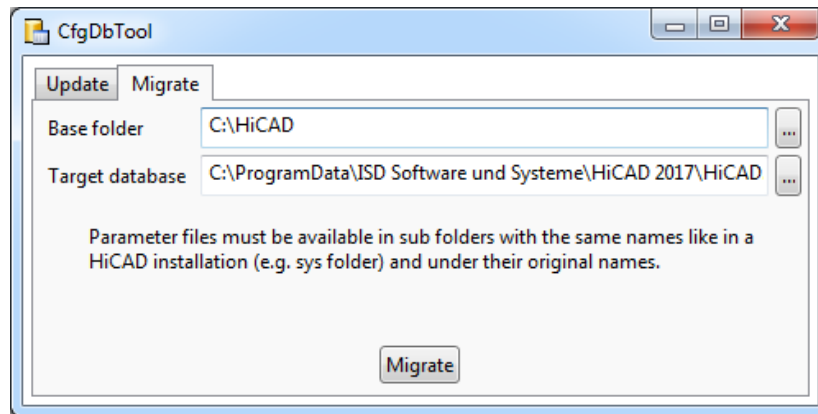 CfgDbTool
Update Migrate
Base folder C:\HiCAD ...
Target database C:\ProgramData\ISD Software und Systeme\HiCAD 2017\HiCAD ...
Parameter files must be available in sub folders with the same names like in a
HiCAD installation (e.g. sys folder) and under their original names.
Migrate